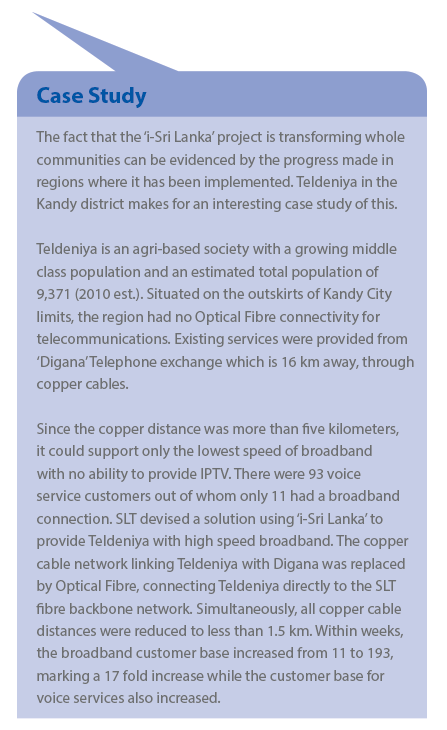 Case Study
The fact that the ‘i-Sri Lanka’ project is transforming whole
communities can be evidenced by the progress made in
regions where it has been implemented. Teldeniya in the
Kandy district makes for an interesting case study of this.
Teldeniya is an agri-based society with a growing middle
class population and an estimated total population of
9,371 (2010 est.). Situated on the outskirts of Kandy City
limits, the region had no Optical Fibre connectivity for
telecommunications. Existing services were provided from
‘Digana’ Telephone exchange which is 16 km away, through
copper cables.
Since the copper distance was more than five kilometers,
it could support only the lowest speed of broadband
with no ability to provide IPTV. There were 93 voice
service customers out of whom only 11 had a broadband
connection. SLT devised a solution using ‘i-Sri Lanka’ to
provide Teldeniya with high speed broadband. The copper
cable network linking Teldeniya with Digana was replaced
by Optical Fibre, connecting Teldeniya directly to the SLT
fibre backbone network. Simultaneously, all copper cable
distances were reduced to less than 1.5 km. Within weeks,
the broadband customer base increased from 11 to 193,
marking a 17 fold increase while the customer base for
voice services also increased.